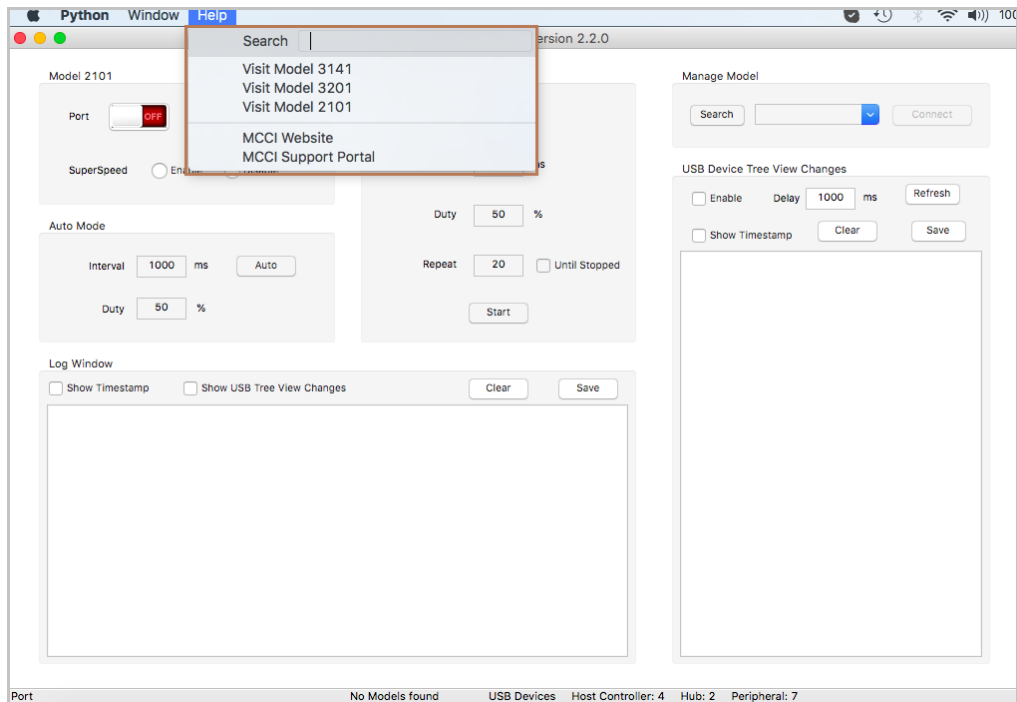 Python Window Help 100
ersion 2.2.0
Search
Visit Model 3141
Visit Model 3201
Visit Model 2101
MCCI Website
MCCI Support Portal
Model 2101
Port OFF
SuperSpeed
Auto Mode
Interval 1000 ms Auto
Duty 50 %
Duty 50 %
Repeat 20 Until Stopped
Start
Manage Model
Search Connect
USB Device Tree View Changes
Enable Delay 1000 ms Refresh
Show Timestamp Clear Save
Log Window
Show Timestamp Show USB Tree View Changes Clear Save
Port No Models found USB Devices Host Controller: 4 Hub: 2 Peripheral: 7